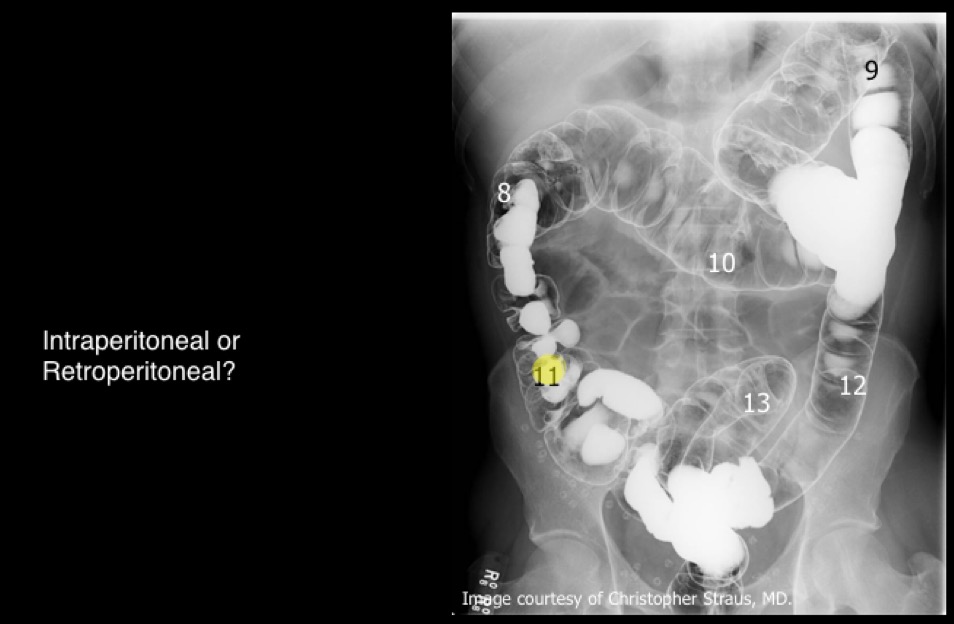 9
8
10
Intraperitoneal or
Retroperitoneal?
11
12
13
Image courtesy of Christopher Straus, MD.